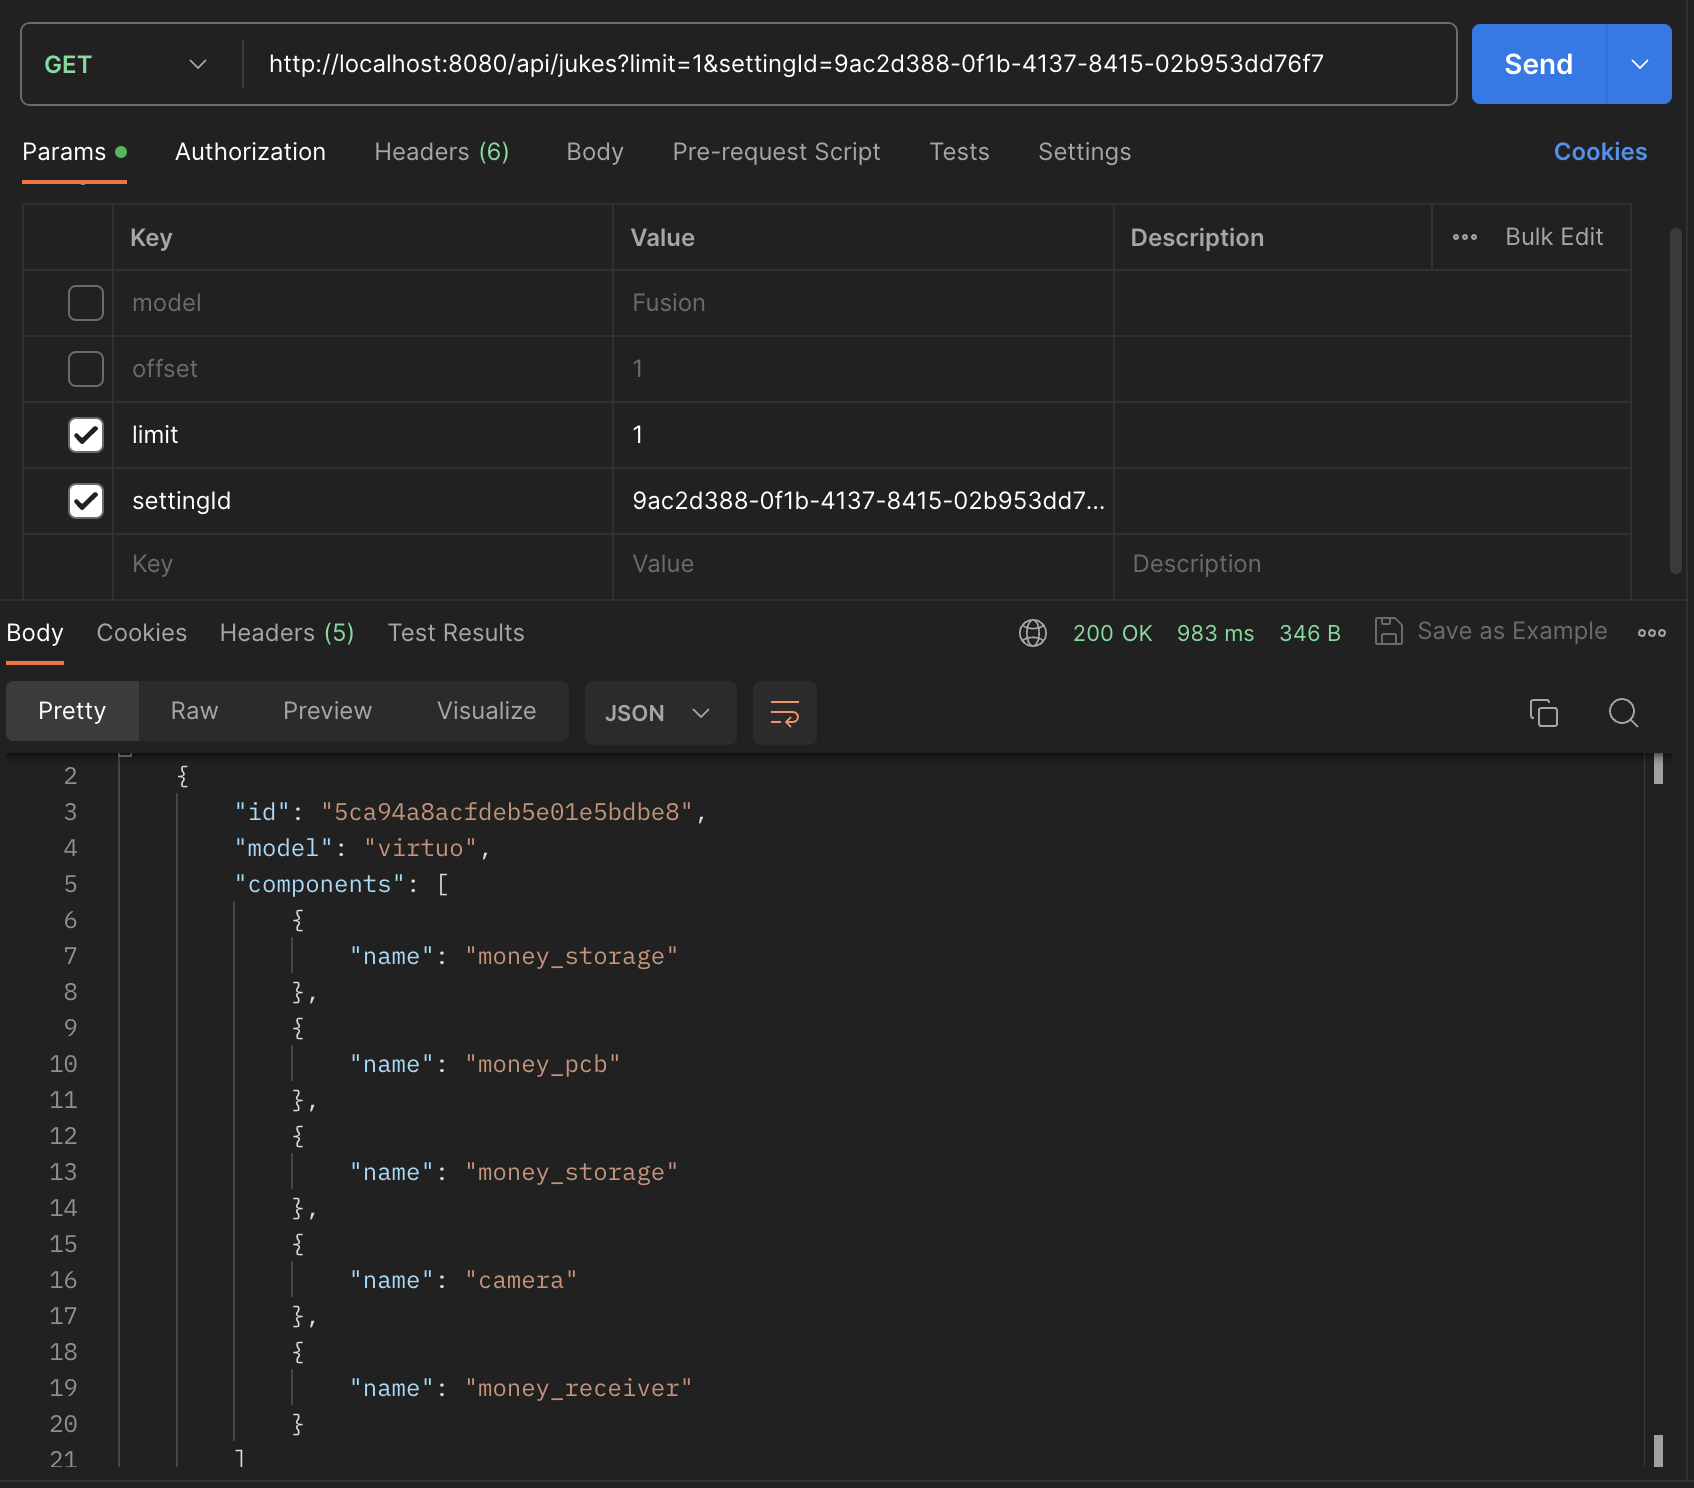 GET http://localhost:8080/api/jukes?limit=1&settingId=9ac2d388-0f1b-4137-8415-02b953dd76f7 Send
Params Authorization Headers (6) Body Pre-request Script Tests Settings Cookies
Key Value Description Bulk Edit
model Fusion
offset 1
limit 1
settingId 9ac2d388-0f1b-4137-8415-02b953dd7...
Key Value Description
Body Cookies Headers (5) Test Results 200 OK 983 ms 346 B Save as Example
Pretty Raw Preview Visualize JSON
2 {
3 "id": "5ca94a8acfdeb5e01e5bdbe8",
4 "model": "virtuo",
5 "components": [
6 {
7 "name": "money_storage"
8 },
9 {
10 "name": "money_pcb"
11 },
12 {
13 "name": "money_storage"
14 },
15 {
16 "name": "camera"
17 },
18 {
19 "name": "money_receiver"
20 }
21 ]